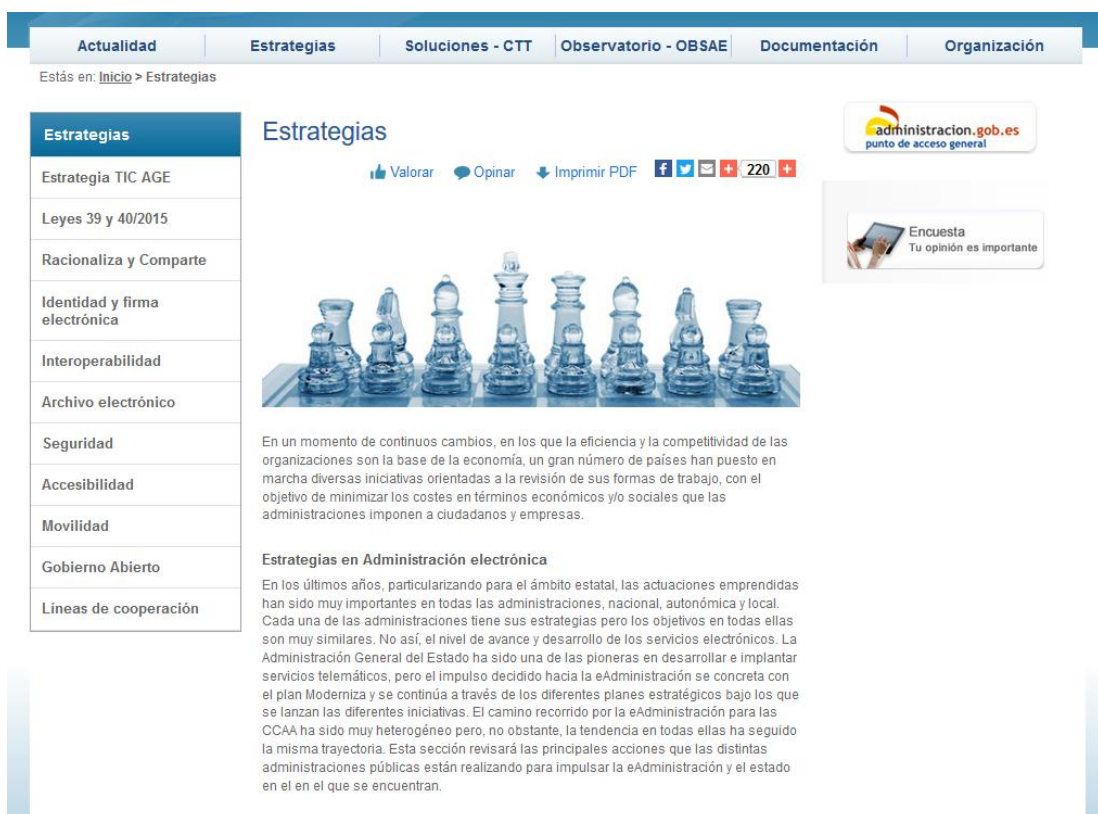 Actualidad
Estrategias
Soluciones - CTT
Observatorio - OBSAE
Documentación
Organización
Estás en: Inicio > Estrategias
Estrategias
Estrategia TIC AGE
Leyes 39 y 40/2015
Racionaliza y Comparte
Identidad y firma
electrónica
Interoperabilidad
Archivo electrónico
Seguridad
Accesibilidad
Movilidad
Gobierno Abierto
Líneas de cooperación
Estrategias
Valorar
Opinar
Imprimir PDF
220
En un momento de continuos cambios, en los que la eficiencia y la competitividad de las
organizaciones son la base de la economía, un gran número de países han puesto en
marcha diversas iniciativas orientadas a la revisión de sus formas de trabajo, con el
objetivo de minimizar los costes en términos económicos y/o sociales que las
administraciones imponen a ciudadanos y empresas.
Estrategias en Administración electrónica
En los últimos años, particularizando para el ámbito estatal, las actuaciones emprendidas
han sido muy importantes en todas las administraciones, nacional, autonómica y local.
Cada una de las administraciones tiene sus estrategias pero los objetivos en todas ellas
son muy similares. No así, el nivel de avance y desarrollo de los servicios electrónicos. La
Administración General del Estado ha sido una de las pioneras en desarrollar e implantar
servicios telemáticos, pero el impulso decidido hacia la eAdministración se concreta con
el plan Moderniza y se continúa a través de los diferentes planes estratégicos bajo los que
se lanzan las diferentes iniciativas. El camino recorrido por la eAdministración para las
CCAA ha sido muy heterogéneo pero, no obstante, la tendencia en todas ellas ha seguido
la misma trayectoria. Esta sección revisará las principales acciones que las distintas
administraciones públicas están realizando para impulsar la eAdministración y el estado
en el en el que se encuentran.
administracion.gob.es
punto de acceso general
Encuesta
Tu opinión es importante